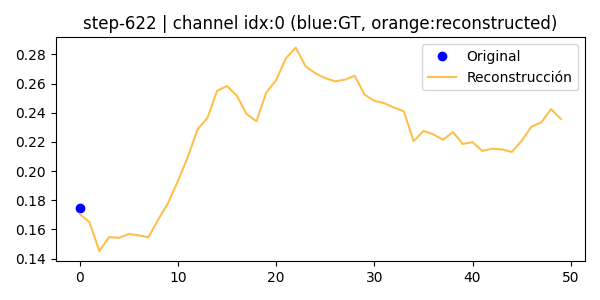 step-622 | channel idx:0 (blue:GT, orange:reconstructed)
Original
Reconstrucción
0.28
0.26
0.24
0.22
0.20
0.18
0.16
0.14
0 10 20 30 40 50